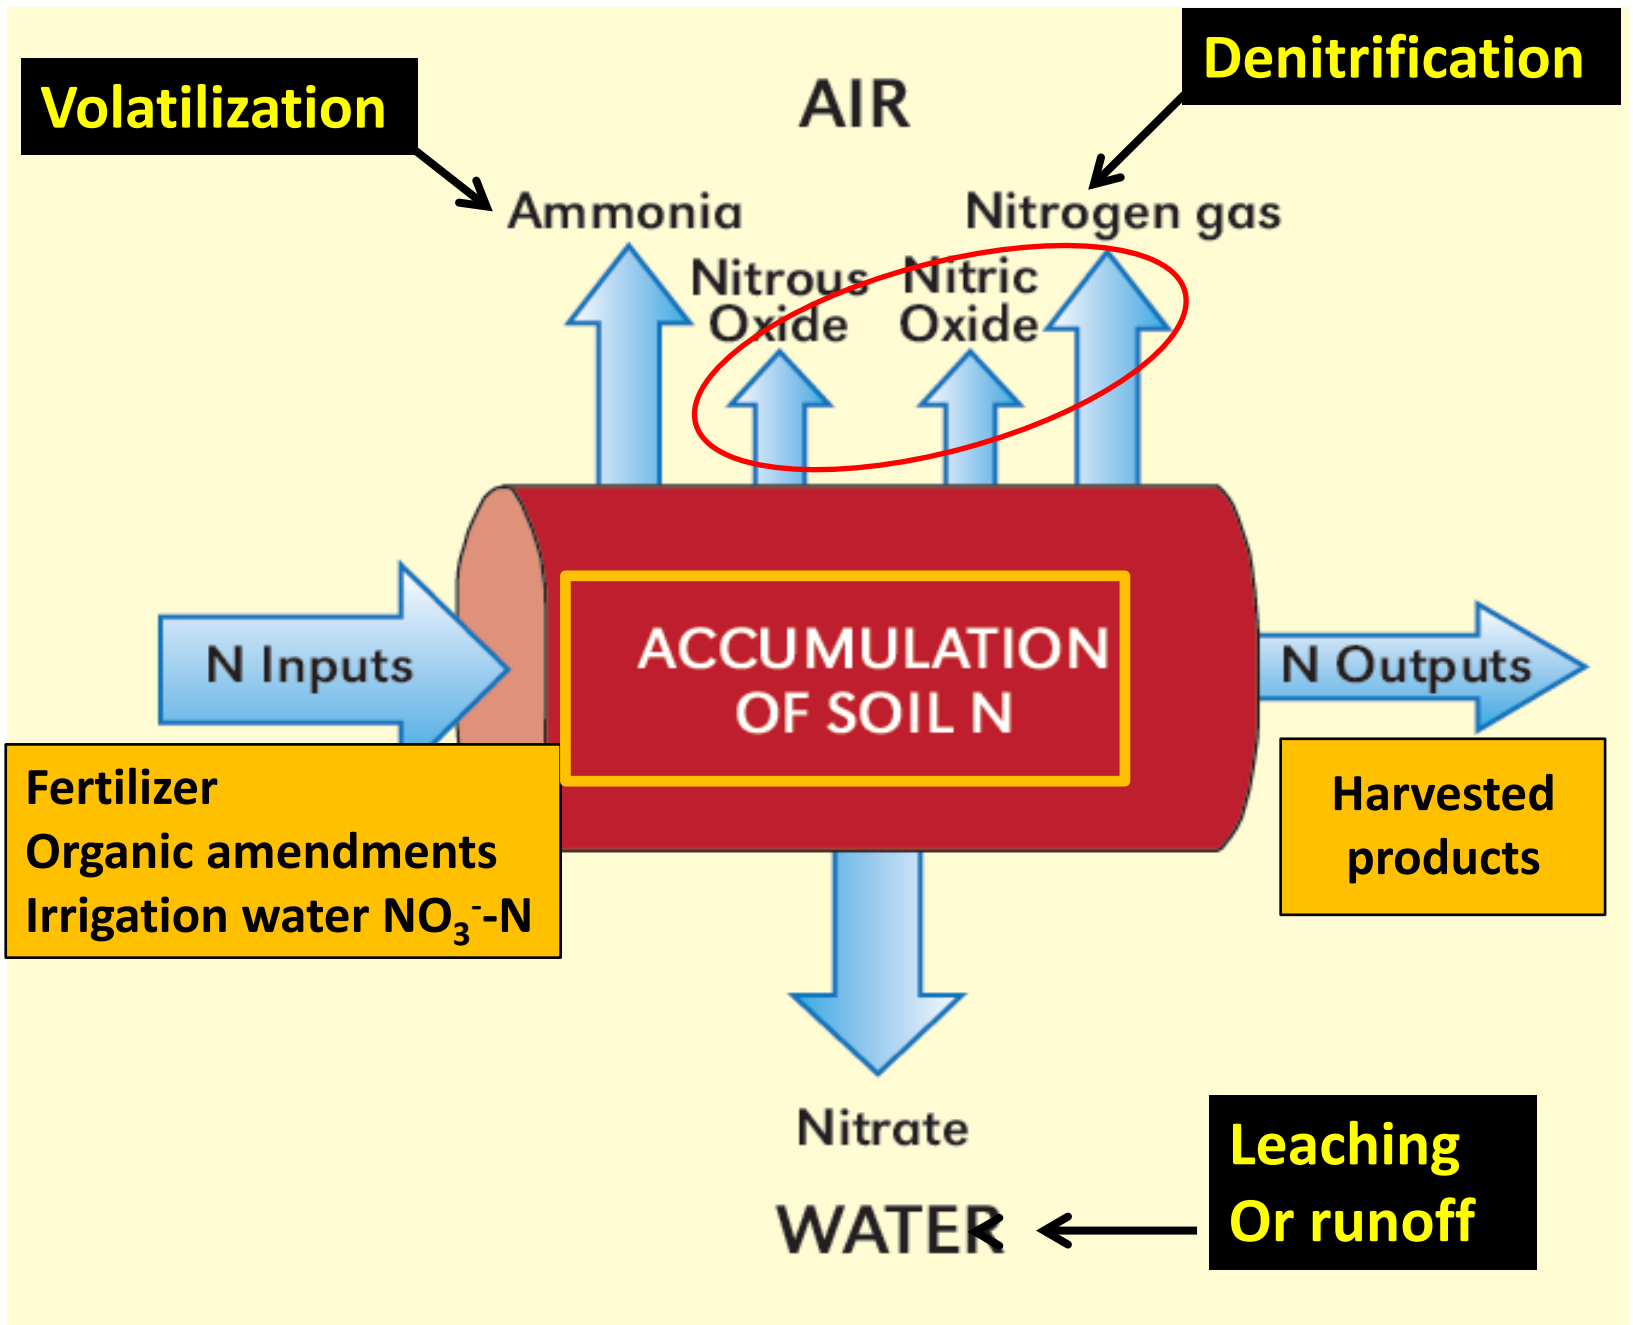 Denitrification
Volatilization
AIR
Ammonia
Nitrogen gas
Nitrous
Oxide
Nitric
Oxide
N Inputs
ACCUMULATION
OF SOIL N
N Outputs
Fertilizer
Organic amendments
Irrigation water NO₃⁻-N
Harvested
products
Nitrate
WATER
Leaching
Or runoff